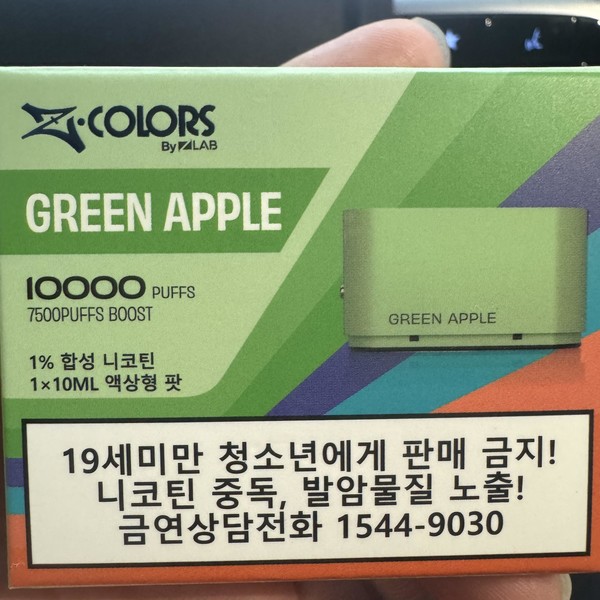 Z·COLORS
By ZLAB
GREEN APPLE
10000 PUFFS
7500PUFFS BOOST
1% 합성 니코틴
1×10ML 액상형 팟
GREEN APPLE
19세미만 청소년에게 판매 금지!
니코틴 중독, 발암물질 노출!
금연상담전화 1544-9030